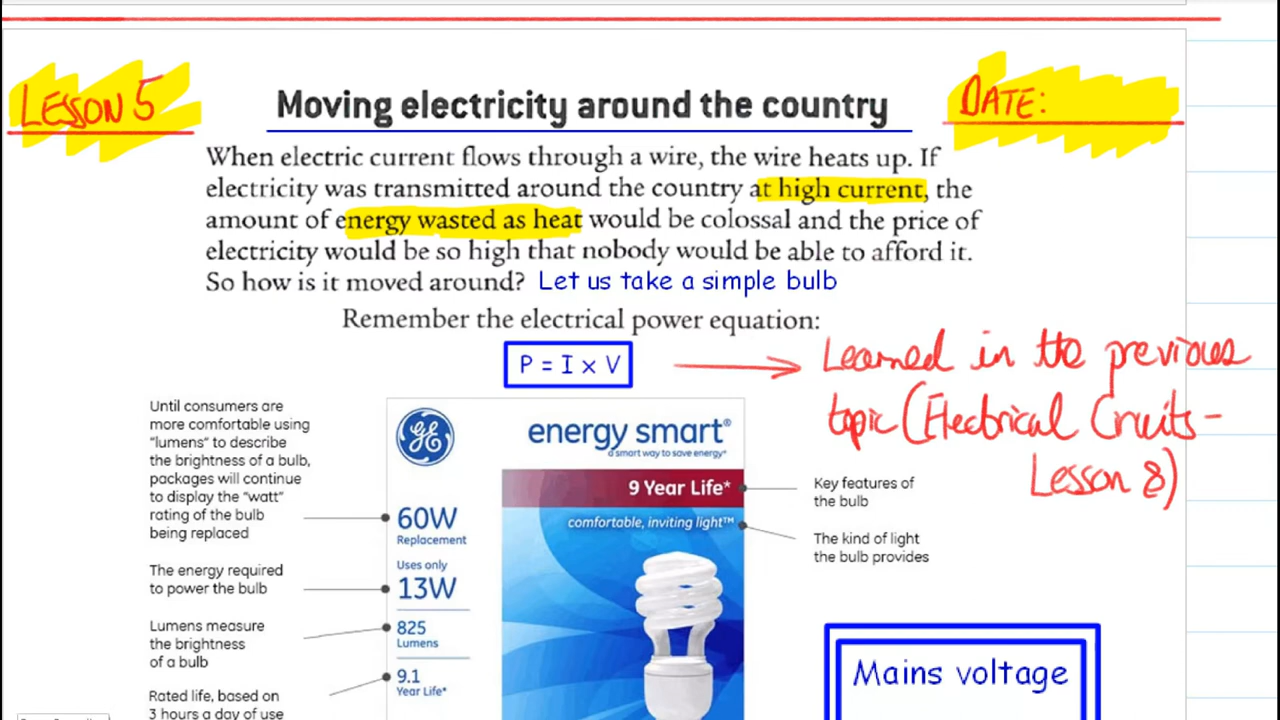 LESSON 5
Moving electricity around the country
DATE:
When electric current flows through a wire, the wire heats up. If
electricity was transmitted around the country at high current, the
amount of energy wasted as heat would be colossal and the price of
electricity would be so high that nobody would be able to afford it.
So how is it moved around? Let us take a simple bulb
Remember the electrical power equation:
P = I x V
Learned in the previous
topic (Electrical Circuits -
Lesson 8)
Until consumers are
more comfortable using
"lumens" to describe
the brightness of a bulb,
packages will continue
to display the "watt"
rating of the bulb
being replaced
The energy required
to power the bulb
Lumens measure
the brightness
of a bulb
Rated life, based on
3 hours a day of use
GE
60W
Replacement
Uses only
13W
825
Lumens
9.1
Year Life*
energy smart®
a smart way to save energy®
9 Year Life*
comfortable, inviting light™
Key features of
the bulb
The kind of light
the bulb provides
Mains voltage